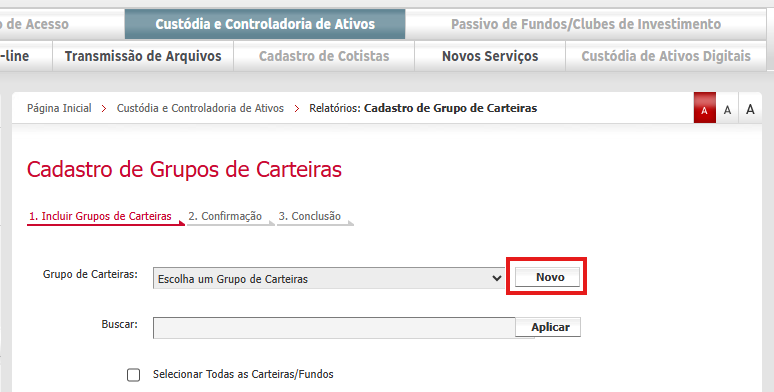 o de Acesso Custódia e Controladoria de Ativos Passivo de Fundos/Clubes de Investimento
-line Transmissão de Arquivos Cadastro de Cotistas Novos Serviços Custódia de Ativos Digitais
Página Inicial > Custódia e Controladoria de Ativos > Relatórios: Cadastro de Grupo de Carteiras A A A
Cadastro de Grupos de Carteiras
1. Incluir Grupos de Carteiras 2. Confirmação 3. Conclusão
Grupo de Carteiras: Escolha um Grupo de Carteiras Novo
Buscar: Aplicar
Selecionar Todas as Carteiras/Fundos